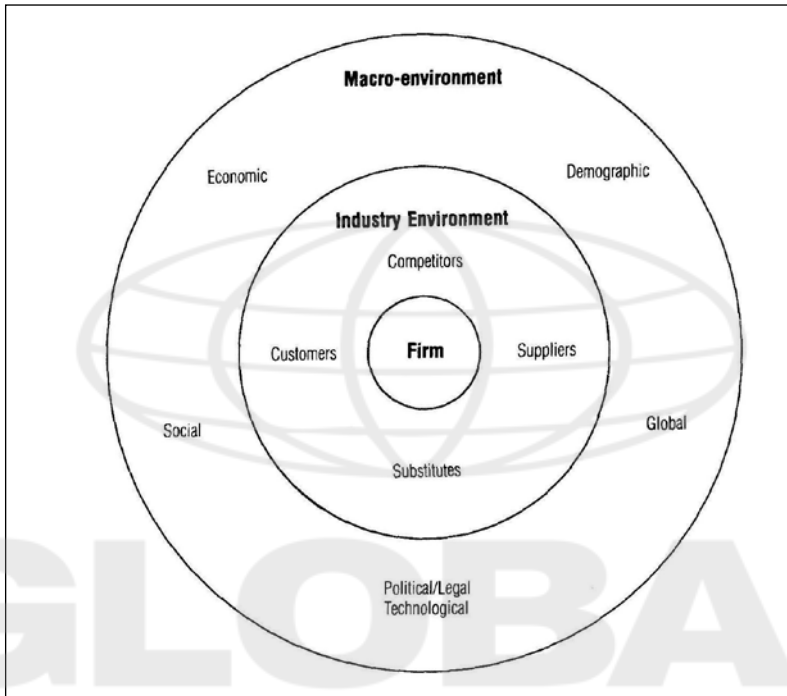 Macro-environment
Economic
Demographic
Industry Environment
Competitors
Customers
Firm
Suppliers
Social
Global
Substitutes
Political/Legal
Technological
GLOBA